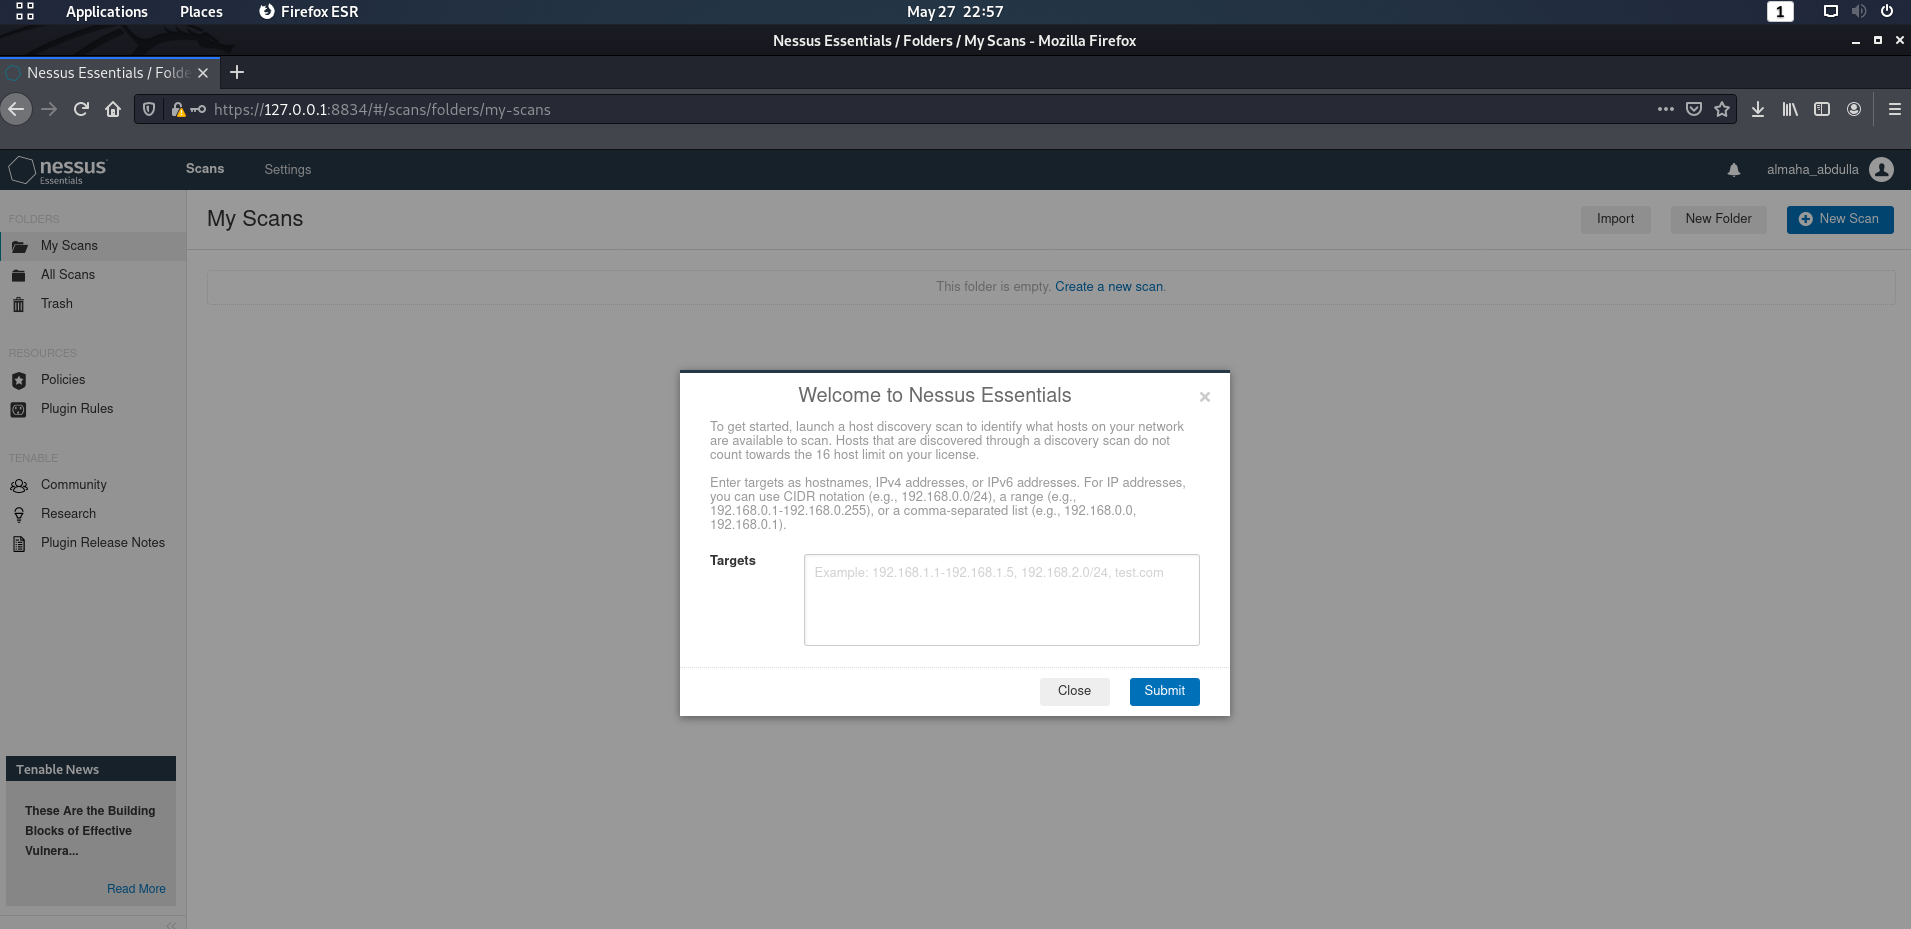 Applications Places Firefox ESR May 27 22:57 1
Nessus Essentials / Folders / My Scans - Mozilla Firefox
Nessus Essentials / Folde
https://127.0.0.1:8834/#/scans/folders/my-scans
nessus Scans Settings almaha_abdulla
Essentials
FOLDERS
My Scans
All Scans
Trash
RESOURCES
Policies
Plugin Rules
TENABLE
Community
Research
Plugin Release Notes
Tenable News
These Are the Building
Blocks of Effective
Vulnera...
Read More
My Scans Import New Folder New Scan
This folder is empty. Create a new scan.
Welcome to Nessus Essentials
To get started, launch a host discovery scan to identify what hosts on your network
are available to scan. Hosts that are discovered through a discovery scan do not
count towards the 16 host limit on your license.
Enter targets as hostnames, IPv4 addresses, or IPv6 addresses. For IP addresses,
you can use CIDR notation (e.g., 192.168.0.0/24), a range (e.g.,
192.168.0.1-192.168.0.255), or a comma-separated list (e.g., 192.168.0.0,
192.168.0.1).
Targets
Example: 192.168.1.1-192.168.1.5, 192.168.2.0/24, test.com
Close Submit